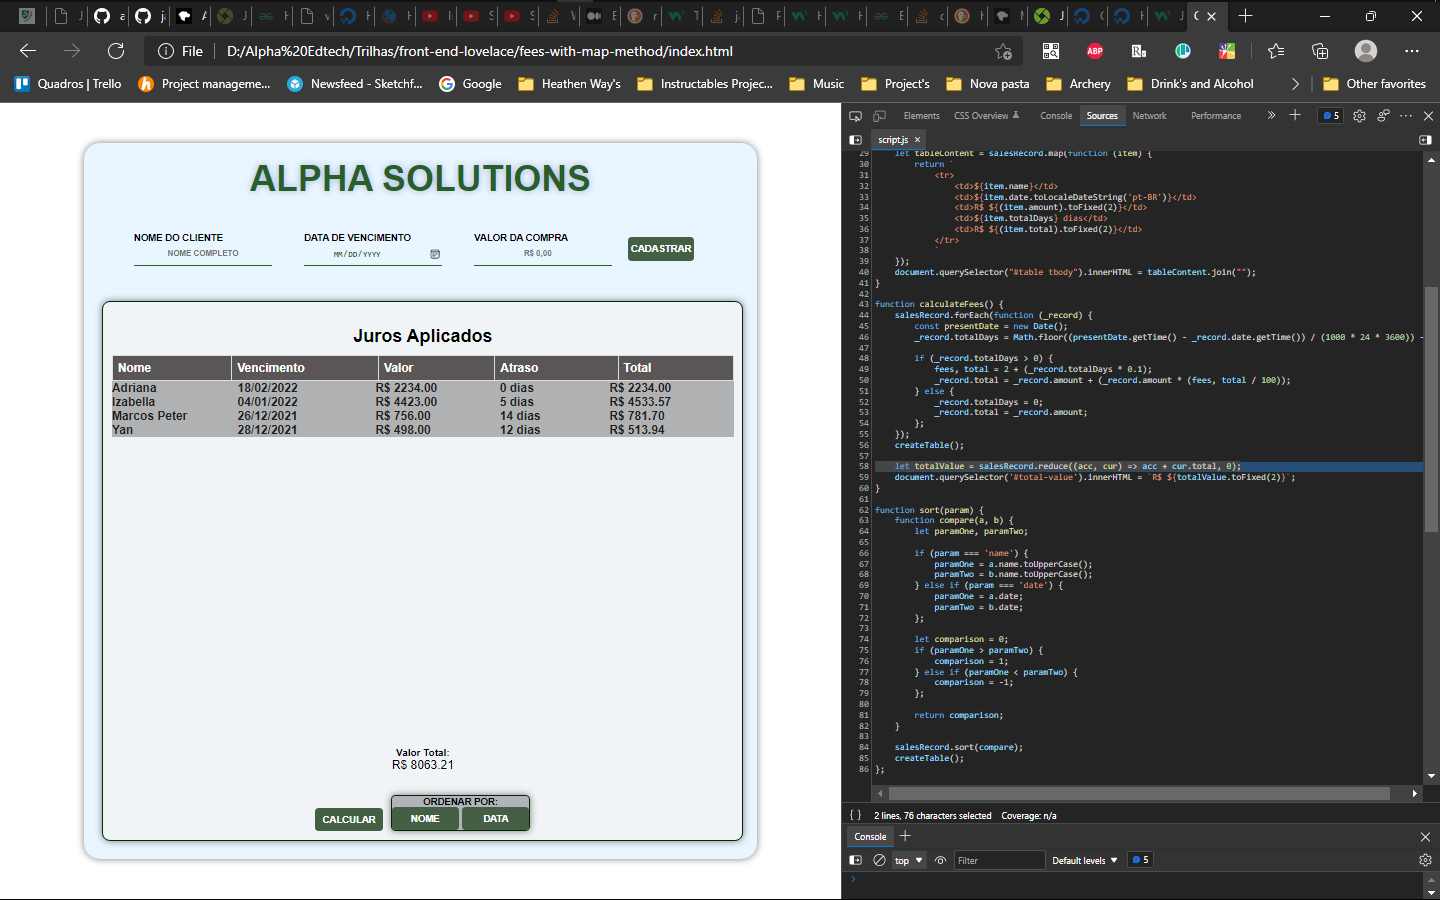 File D:/Alpha%20Edtech/Trilhas/front-end-lovelace/fees-with-map-method/index.html
Quadros | Trello Project maneme... Newsfeed - Sketchf... Google Heathen Way's Instructables Projec... Music Project's Nova pasta Archery Drink's and Alcohol Other favorites
ALPHA SOLUTIONS
NOME DO CLIENTE DATA DE VENCIMENTO VALOR DA COMPRA
NOME COMPLETO MM/DD/YYYY R$ 0,00 CADASTRAR
Juros Aplicados
Nome Vencimento Valor Atraso Total
Adriana 18/02/2022 R$ 2234.00 0 dias R$ 2234.00
Izabella 04/01/2022 R$ 4423.00 5 dias R$ 4533.57
Marcos Peter 26/12/2021 R$ 756.00 14 dias R$ 781.70
Yan 28/12/2021 R$ 498.00 12 dias R$ 513.94
Valor Total:
R$ 8063.21
CALCULAR ORDENAR POR: NOME DATA
Elements CSS Overview Console Sources Network Performance 5
script.js
29 let tableContent = salesRecord.map(function (item) {
30 return `
31 <tr>
32 <td>${item.name}</td>
33 <td>${item.date.toLocaleDateString('pt-BR')}</td>
34 <td>R$ ${(item.amount).toFixed(2)}</td>
35 <td>${item.totalDays} dias</td>
36 <td>R$ ${(item.total).toFixed(2)}</td>
37 </tr>
38 `
39 });
40 document.querySelector("#table tbody").innerHTML = tableContent.join("");
41 }
42
43 function calculateFees() {
44 salesRecord.forEach(function (_record) {
45 const presentDate = new Date();
46 _record.totalDays = Math.floor((presentDate.getTime() - _record.date.getTime()) / (1000 * 24 * 3600)) -
47
48 if (_record.totalDays > 0) {
49 fees, total = 2 + (_record.totalDays * 0.1);
50 _record.total = _record.amount + (_record.amount * (fees, total / 100));
51 } else {
52 _record.totalDays = 0;
53 _record.total = _record.amount;
54 };
55 });
56 createTable();
57
58 let totalValue = salesRecord.reduce((acc, cur) => acc + cur.total, 0);
59 document.querySelector('#total-value').innerHTML = `R$ ${totalValue.toFixed(2)}`;
60 }
61
62 function sort(param) {
63 function compare(a, b) {
64 let paramOne, paramTwo;
65
66 if (param === 'name') {
67 paramOne = a.name.toUpperCase();
68 paramTwo = b.name.toUpperCase();
69 } else if (param === 'date') {
70 paramOne = a.date;
71 paramTwo = b.date;
72 };
73
74 let comparison = 0;
75 if (paramOne > paramTwo) {
76 comparison = 1;
77 } else if (paramOne < paramTwo) {
78 comparison = -1;
79 };
80
81 return comparison;
82 }
83
84 salesRecord.sort(compare);
85 createTable();
86 };
{ } 2 lines, 76 characters selected Coverage: n/a
Console
top Filter Default levels 5